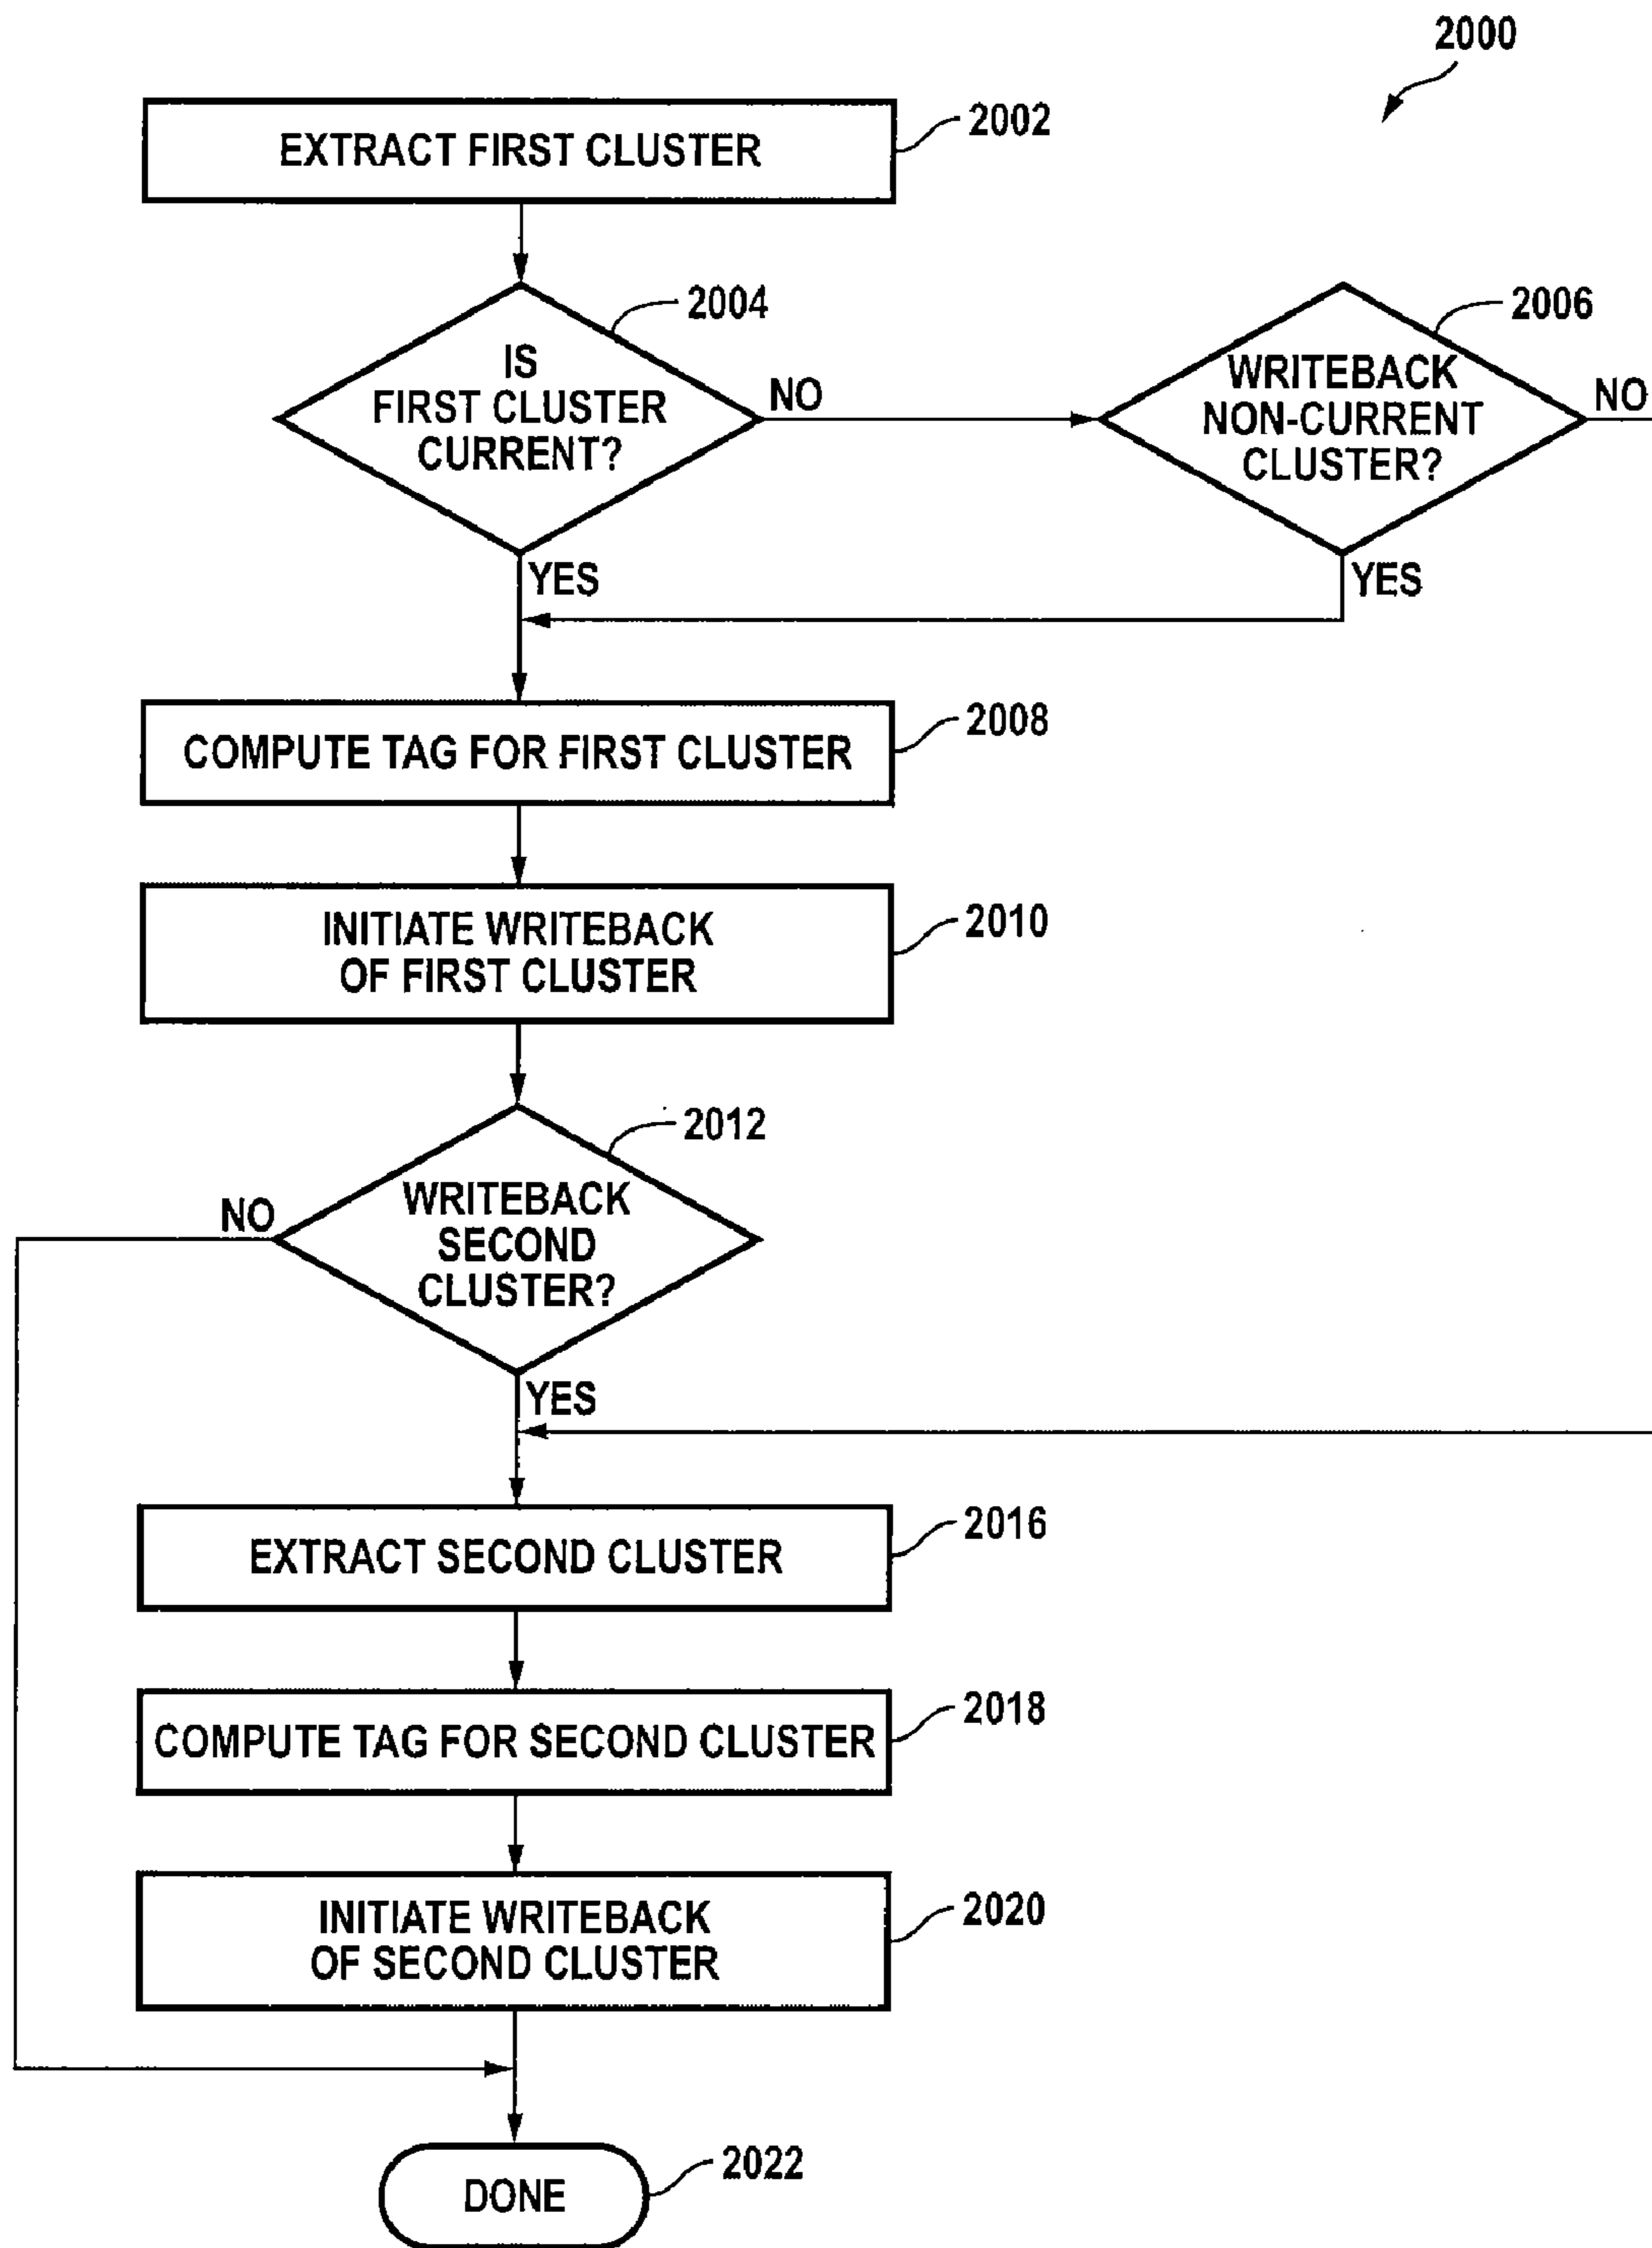 2000
EXTRACT FIRST CLUSTER
2002
2004
IS
FIRST CLUSTER
CURRENT?
NO
YES
2006
WRITEBACK
NON-CURRENT
CLUSTER?
NO
YES
COMPUTE TAG FOR FIRST CLUSTER
2008
INITIATE WRITEBACK
OF FIRST CLUSTER
2010
2012
WRITEBACK
SECOND
CLUSTER?
NO
YES
EXTRACT SECOND CLUSTER
2016
COMPUTE TAG FOR SECOND CLUSTER
2018
INITIATE WRITEBACK
OF SECOND CLUSTER
2020
DONE
2022